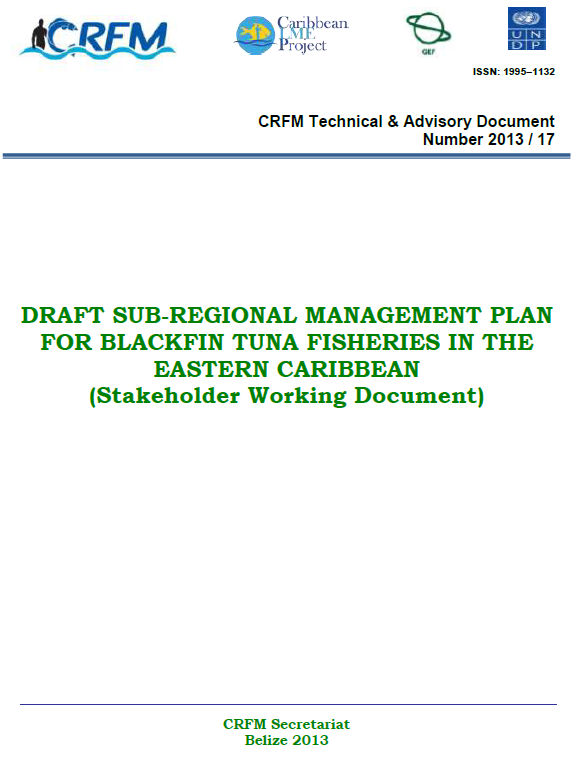 CRFM
Caribbean
LME
Project
GEF
U N
D P
ISSN: 1995–1132
CRFM Technical & Advisory Document
Number 2013 / 17
DRAFT SUB-REGIONAL MANAGEMENT PLAN
FOR BLACKFIN TUNA FISHERIES IN THE
EASTERN CARIBBEAN
(Stakeholder Working Document)
CRFM Secretariat
Belize 2013